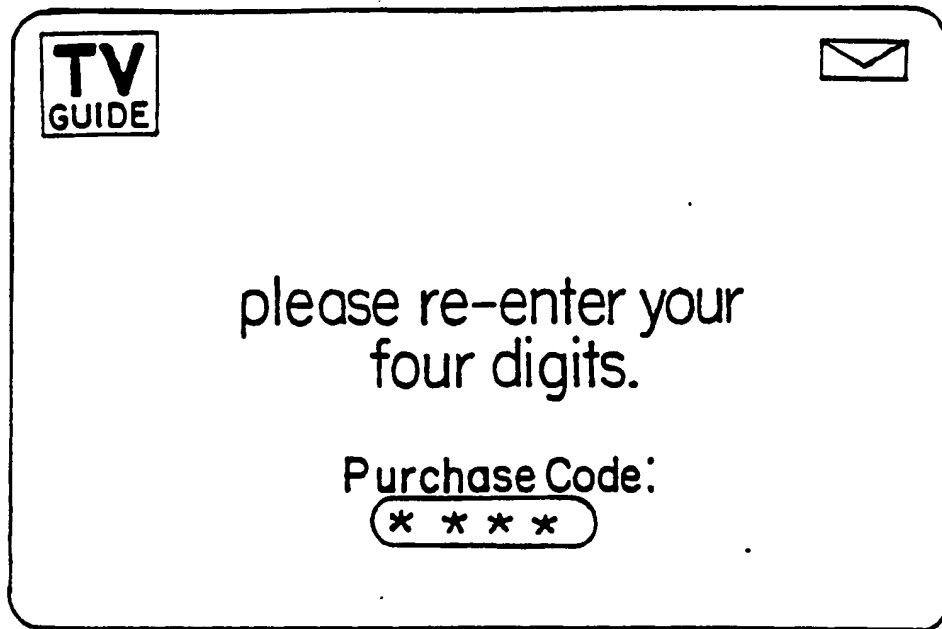 TV
GUIDE
please re-enter your
four digits.
Purchase Code:
* * * *